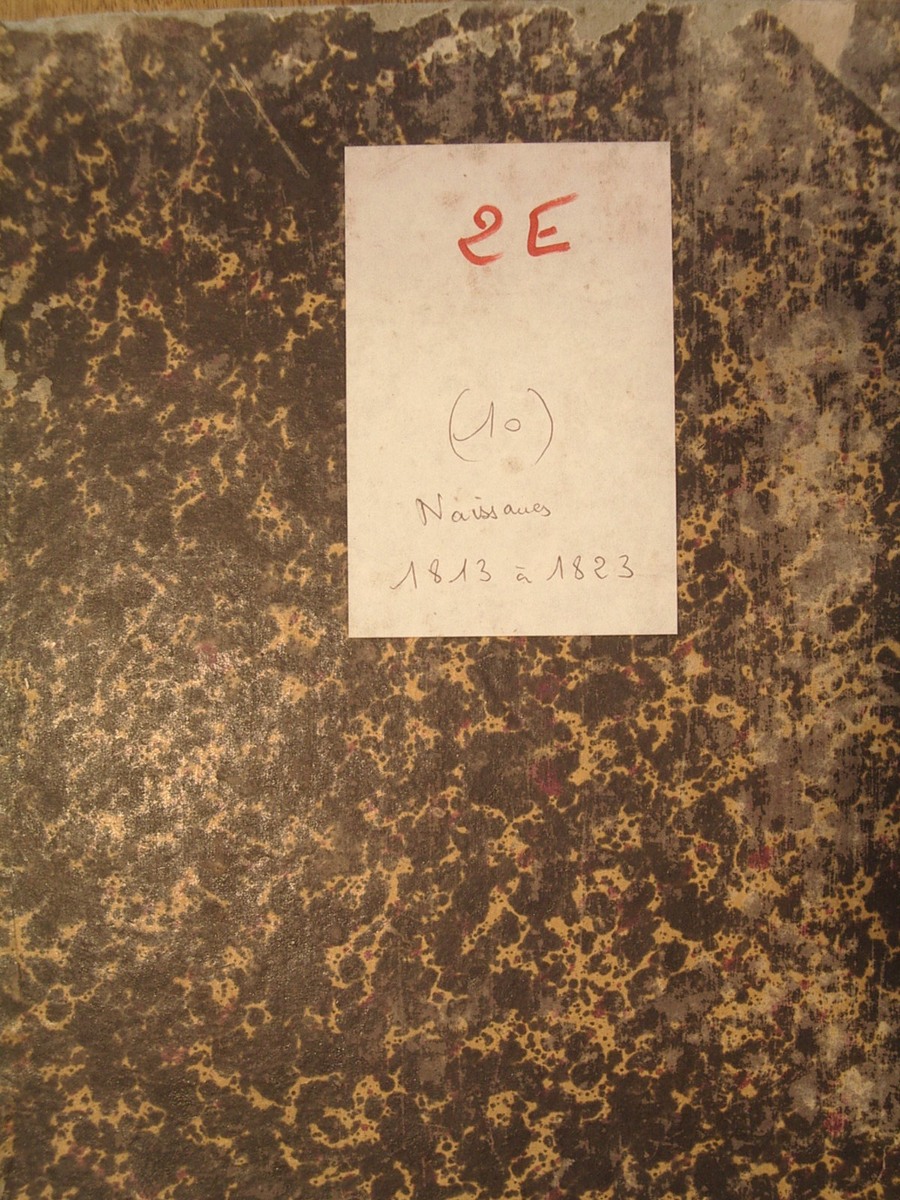 2E
(10)
Naissances
1813 à 1823